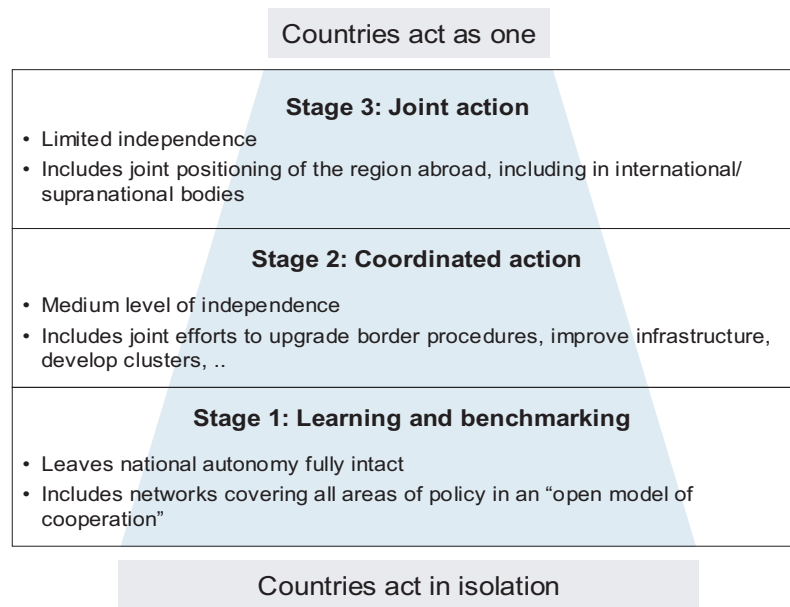 Countries act as one
Stage 3: Joint action
• Limited independence
• Includes joint positioning of the region abroad, including in international/
supranational bodies
Stage 2: Coordinated action
• Medium level of independence
• Includes joint efforts to upgrade border procedures, improve infrastructure,
develop clusters, ..
Stage 1: Learning and benchmarking
• Leaves national autonomy fully intact
• Includes networks covering all areas of policy in an “open model of
cooperation”
Countries act in isolation